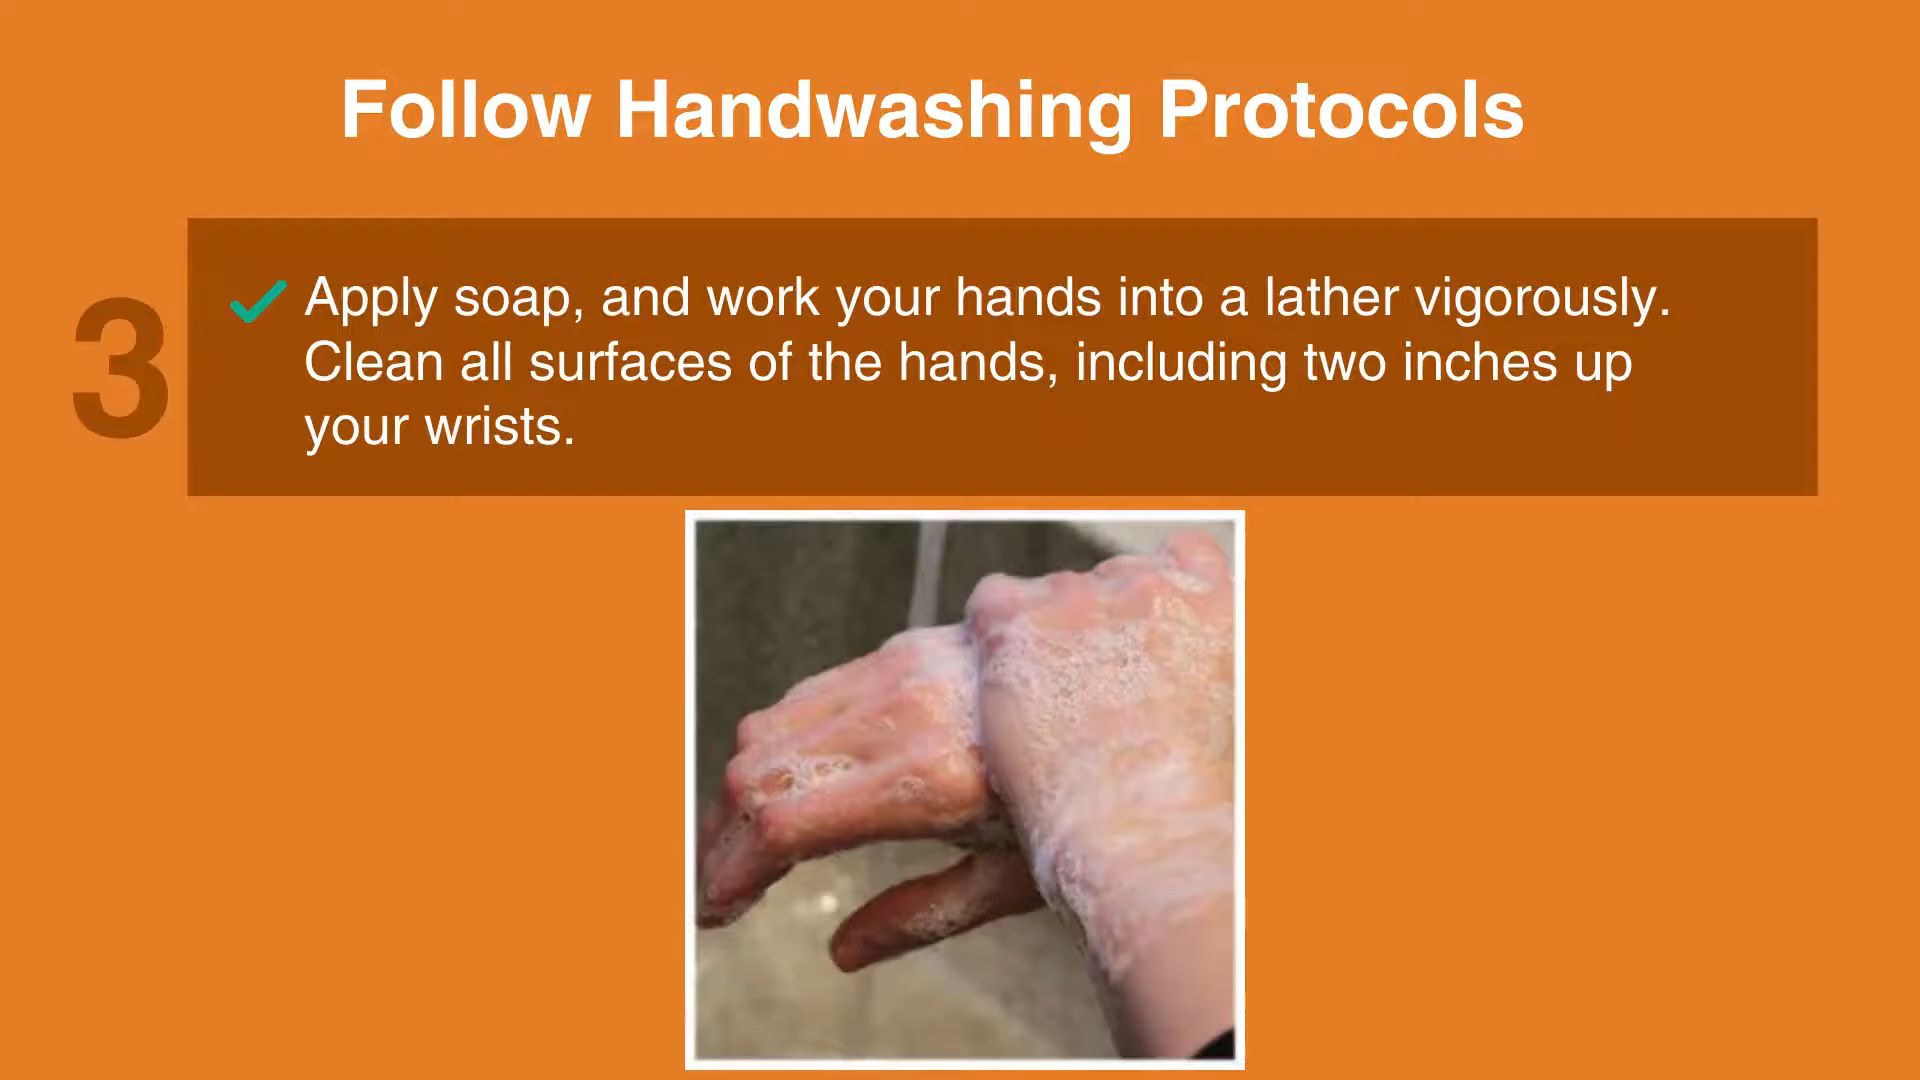 Follow Handwashing Protocols
3
Apply soap, and work your hands into a lather vigorously.
Clean all surfaces of the hands, including two inches up
your wrists.